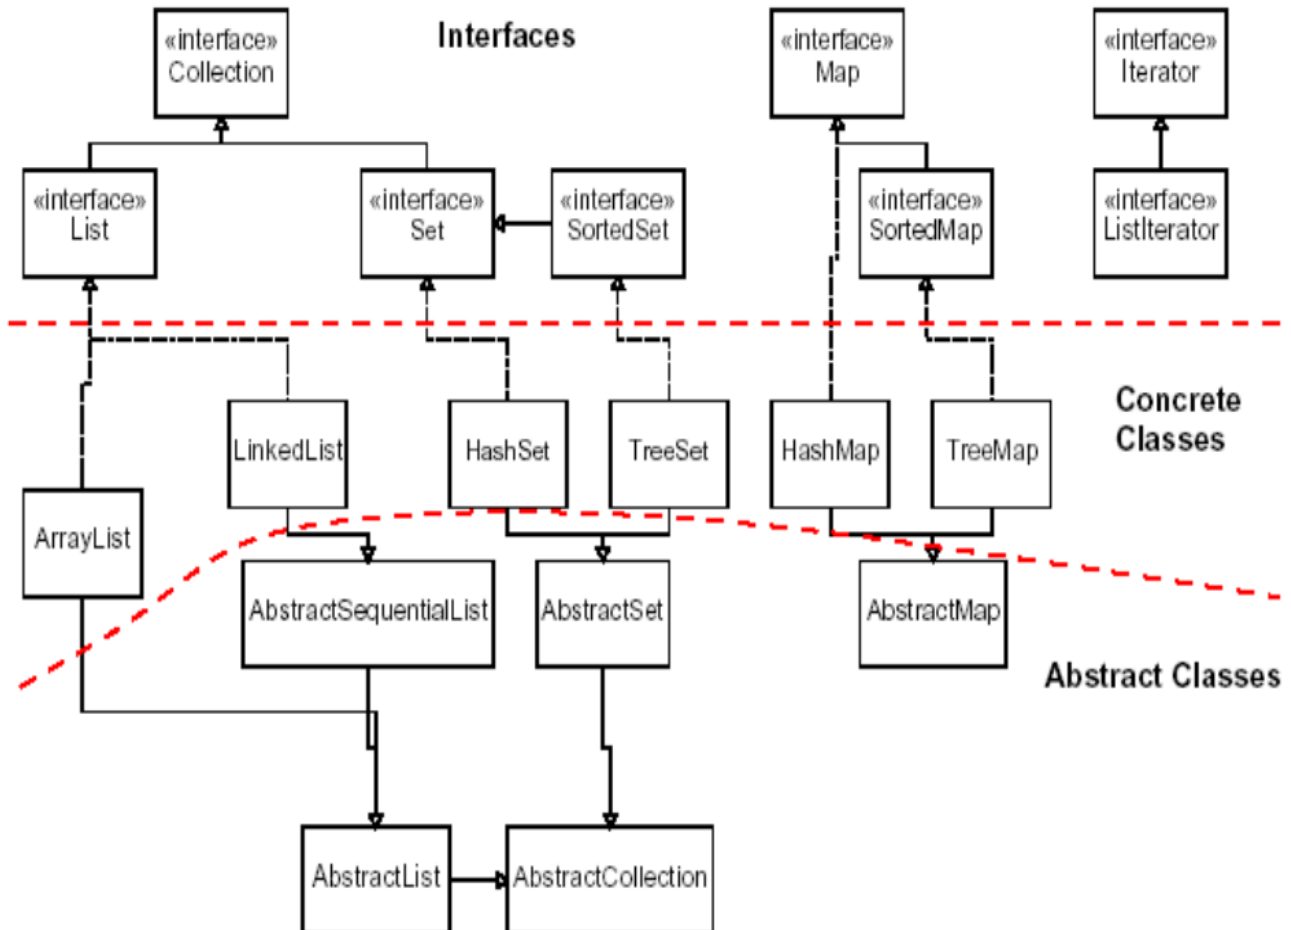 «interface»
Collection
Interfaces
«interface»
Map
«interface»
Iterator
«interface»
List
«interface»
Set
«interface»
SortedSet
«interface»
SortedMap
«interface»
ListIterator
Concrete
Classes
LinkedList
HashSet
TreeSet
HashMap
TreeMap
ArrayList
AbstractSequentialList
AbstractSet
AbstractMap
Abstract Classes
AbstractList
AbstractCollection